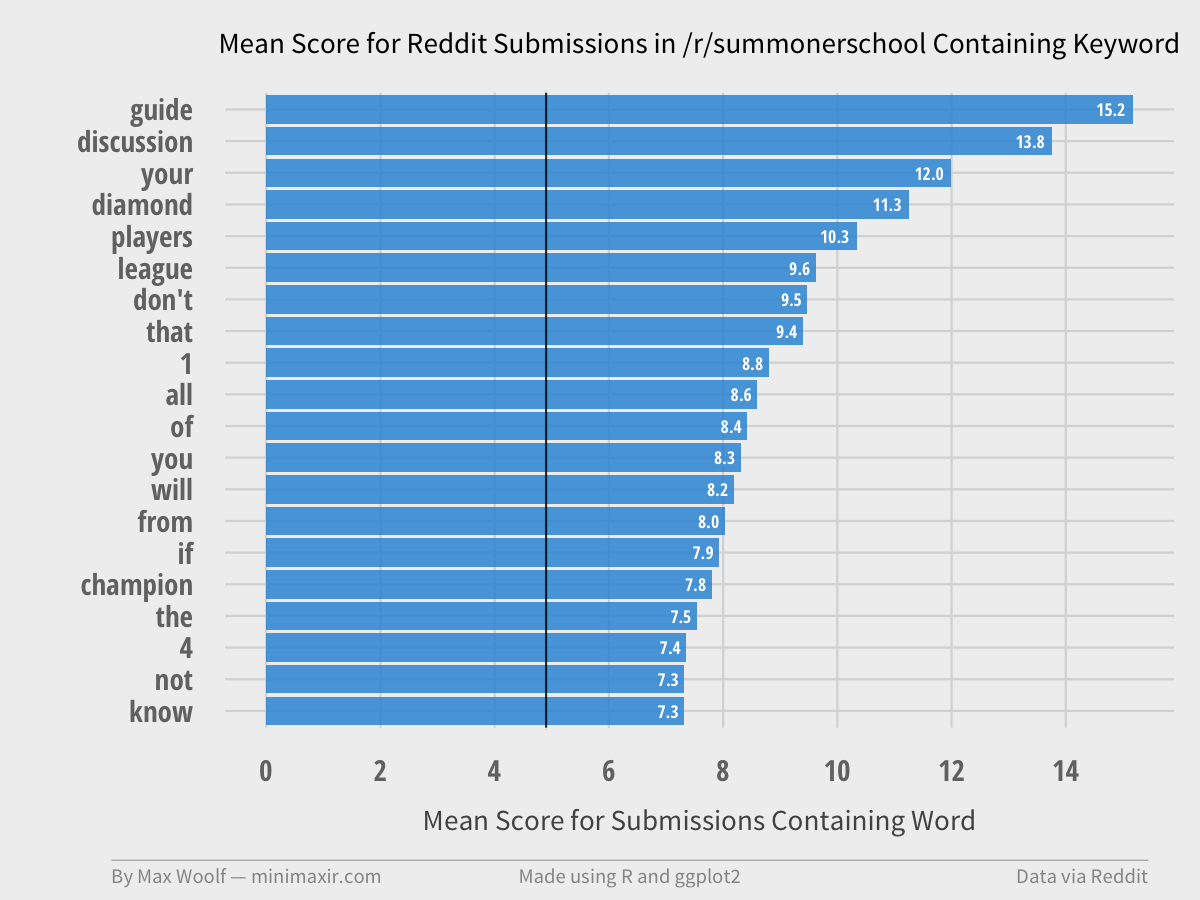 Mean Score for Reddit Submissions in /r/summonerschool Containing Keyword
guide 15.2
discussion 13.8
your 12.0
diamond 11.3
players 10.3
league 9.6
don't 9.5
that 9.4
1 8.8
all 8.6
of 8.4
you 8.3
will 8.2
from 8.0
if 7.9
champion 7.8
the 7.5
4 7.4
not 7.3
know 7.3
0 2 4 6 8 10 12 14
Mean Score for Submissions Containing Word
By Max Woolf — minimaxir.com Made using R and ggplot2 Data via Reddit